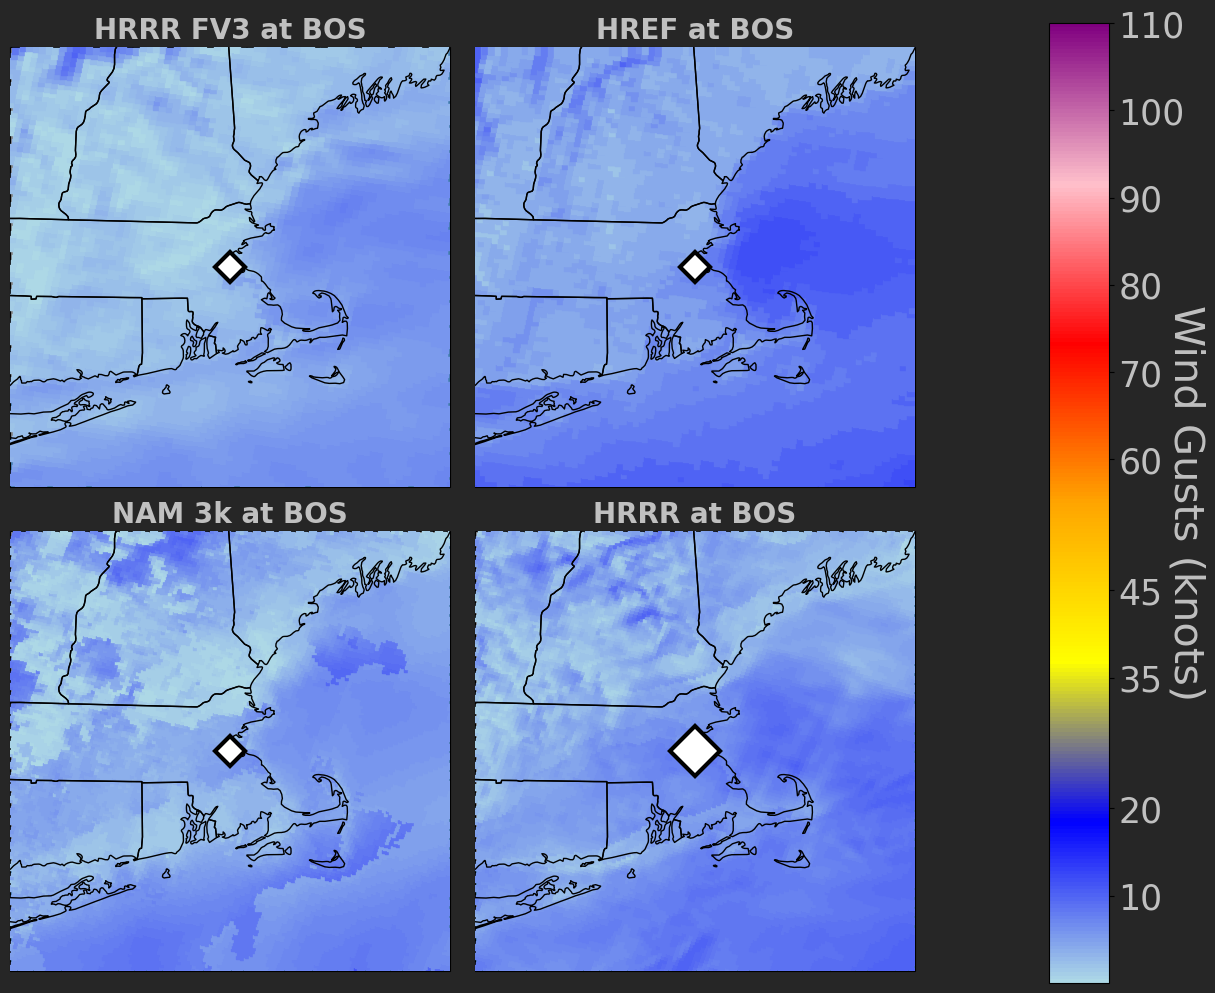 HRRR FV3 at BOS
HREF at BOS
NAM 3k at BOS
HRRR at BOS
110
100
90
80
70
60
45
35
20
10
Wind Gusts (knots)